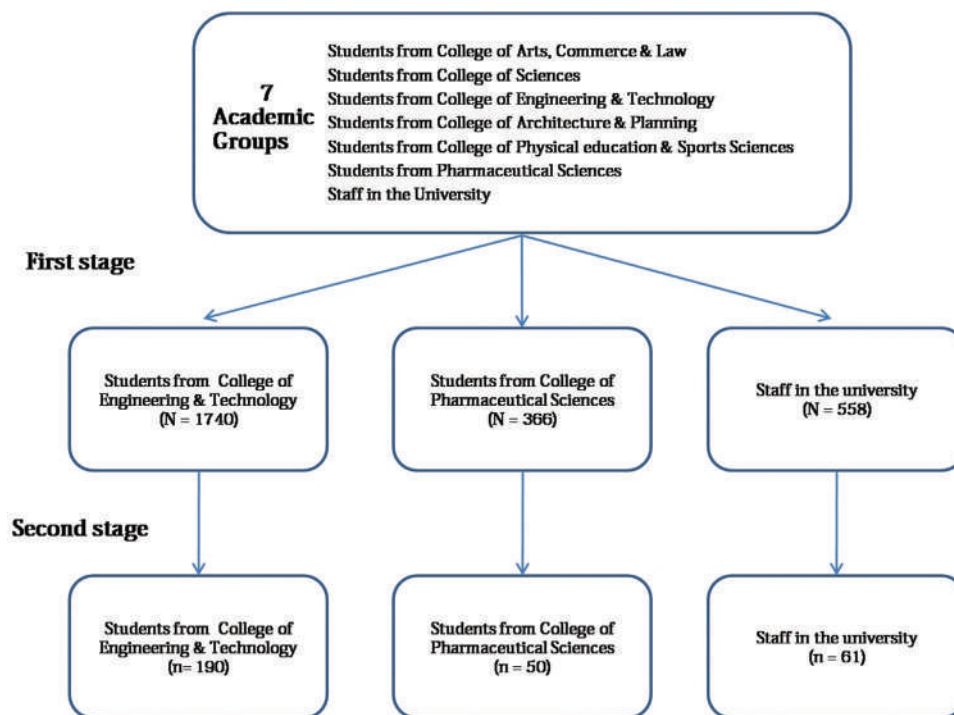 7
Academic
Groups
Students from College of Arts, Commerce & Law
Students from College of Sciences
Students from College of Engineering & Technology
Students from College of Architecture & Planning
Students from College of Physical education & Sports Sciences
Students from Pharmaceutical Sciences
Staff in the University
First stage
Students from College of
Engineering & Technology
(N = 1740)
Students from College of
Pharmaceutical Sciences
(N = 366)
Staff in the university
(N = 558)
Second stage
Students from College of
Engineering & Technology
(n= 190)
Students from College of
Pharmaceutical Sciences
(n = 50)
Staff in the university
(n = 61)